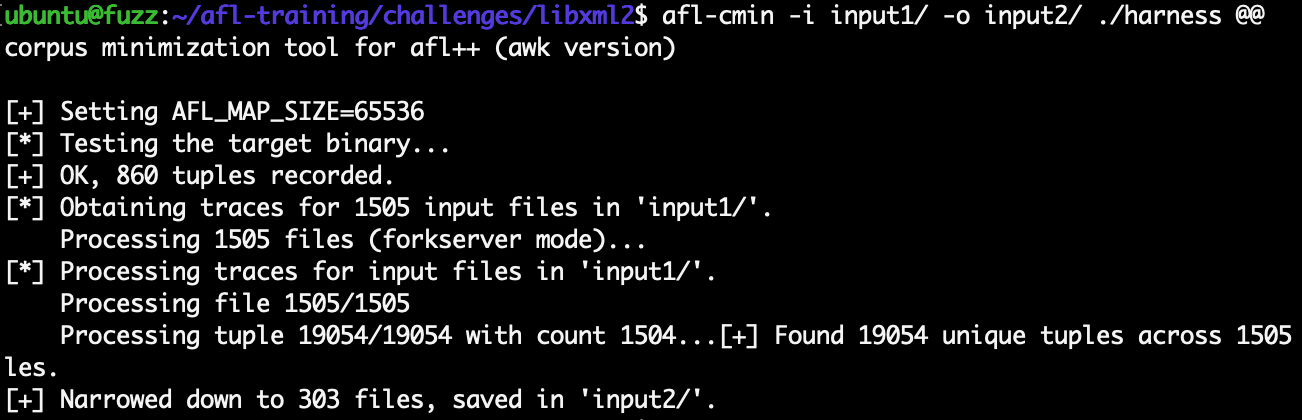 ubuntu@fuzz:~/afl-training/challenges/libxml2$ afl-cmin -i input1/ -o input2/ ./harness @@
corpus minimization tool for afl++ (awk version)
[+] Setting AFL_MAP_SIZE=65536
[*] Testing the target binary...
[+] OK, 860 tuples recorded.
[*] Obtaining traces for 1505 input files in 'input1/'.
Processing 1505 files (forkserver mode)...
[*] Processing traces for input files in 'input1/'.
Processing file 1505/1505
Processing tuple 19054/19054 with count 1504...[+] Found 19054 unique tuples across 1505
les.
[+] Narrowed down to 303 files, saved in 'input2/'.